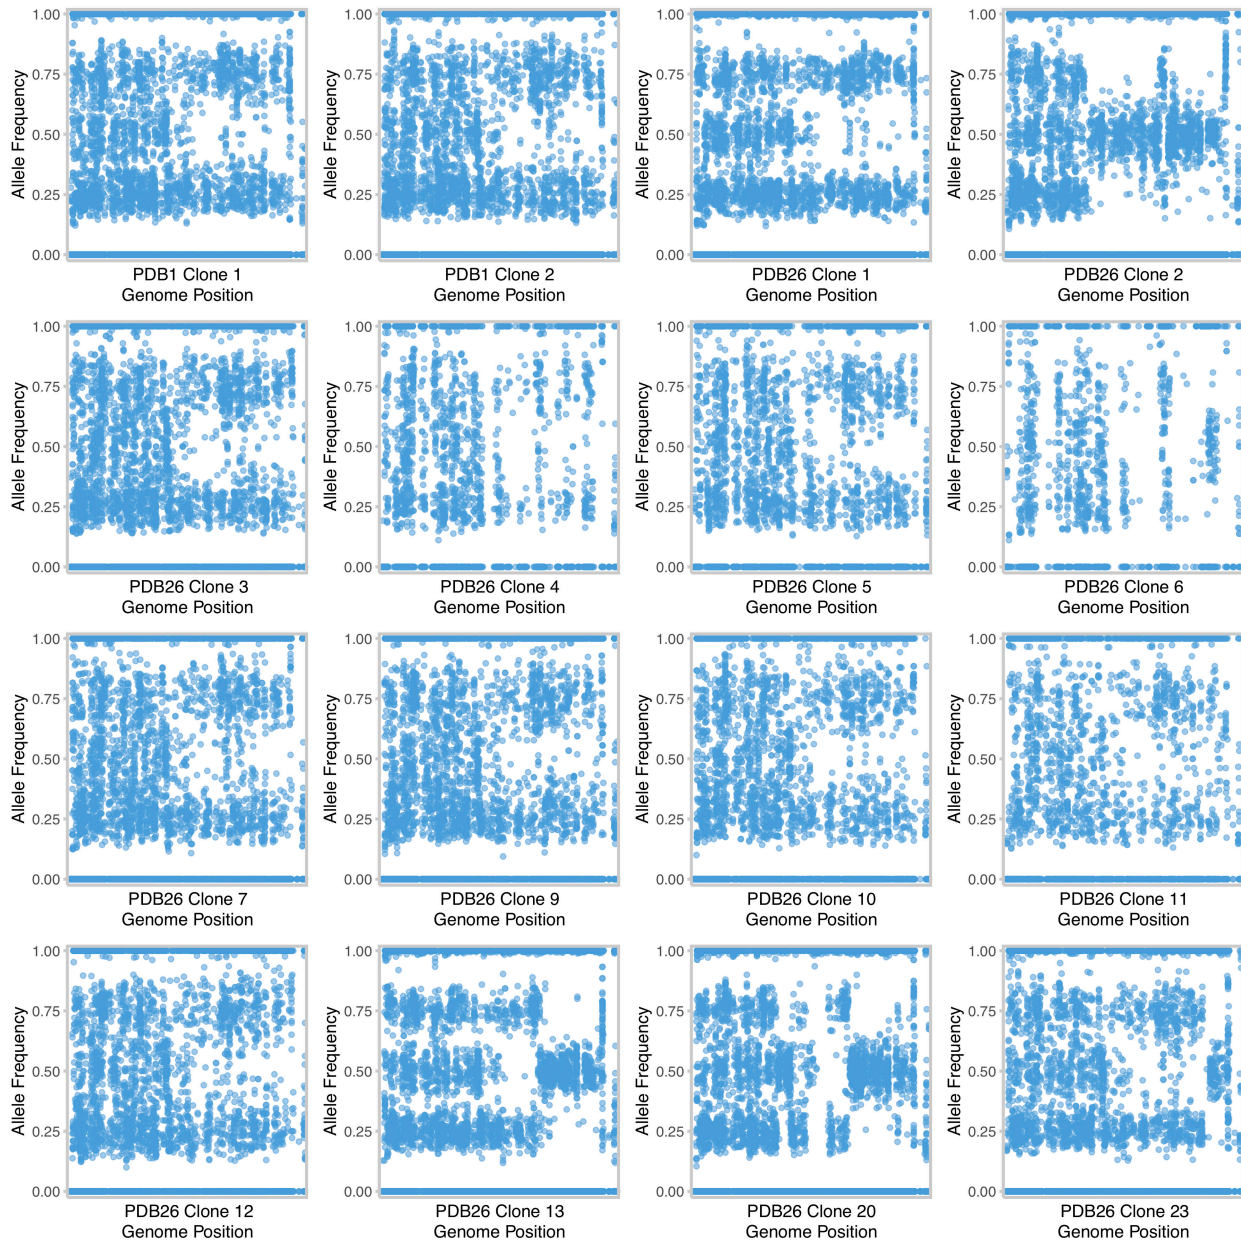 1.00 1.00 1.00 1.00
0.75 0.75 0.75 0.75
0.50 0.50 0.50 0.50
0.25 0.25 0.25 0.25
0.00 0.00 0.00 0.00
Allele Frequency Allele Frequency Allele Frequency Allele Frequency
PDB1 Clone 1 PDB1 Clone 2 PDB26 Clone 1 PDB26 Clone 2
Genome Position Genome Position Genome Position Genome Position
1.00 1.00 1.00 1.00
0.75 0.75 0.75 0.75
0.50 0.50 0.50 0.50
0.25 0.25 0.25 0.25
0.00 0.00 0.00 0.00
Allele Frequency Allele Frequency Allele Frequency Allele Frequency
PDB26 Clone 3 PDB26 Clone 4 PDB26 Clone 5 PDB26 Clone 6
Genome Position Genome Position Genome Position Genome Position
1.00 1.00 1.00 1.00
0.75 0.75 0.75 0.75
0.50 0.50 0.50 0.50
0.25 0.25 0.25 0.25
0.00 0.00 0.00 0.00
Allele Frequency Allele Frequency Allele Frequency Allele Frequency
PDB26 Clone 7 PDB26 Clone 9 PDB26 Clone 10 PDB26 Clone 11
Genome Position Genome Position Genome Position Genome Position
1.00 1.00 1.00 1.00
0.75 0.75 0.75 0.75
0.50 0.50 0.50 0.50
0.25 0.25 0.25 0.25
0.00 0.00 0.00 0.00
Allele Frequency Allele Frequency Allele Frequency Allele Frequency
PDB26 Clone 12 PDB26 Clone 13 PDB26 Clone 20 PDB26 Clone 23
Genome Position Genome Position Genome Position Genome Position